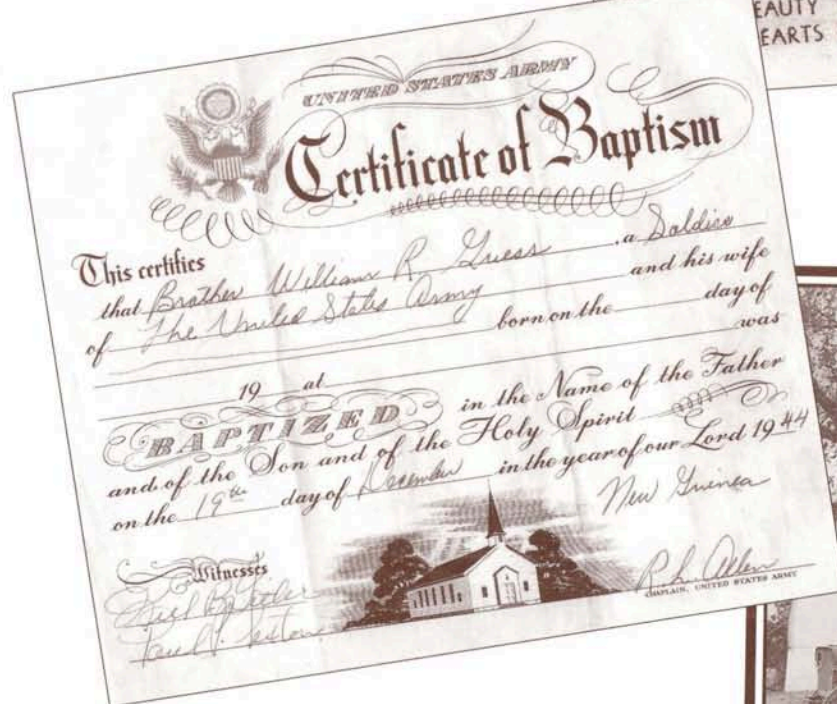 EAUTY
EARTS
UNITED STATES ARMY
Certificate of Baptism
This certifies
that Brother William R. Guess , a Soldier
of The United States Army and his wife
born on the day of
19 at was
BAPTIZED in the Name of the Father
and of the Son and of the Holy Spirit
on the 19th day of December in the year of our Lord 1944
New Guinea
Witnesses
R. L. Allen
CHAPLAIN, UNITED STATES ARMY
Paul